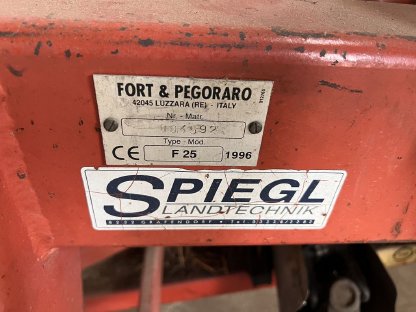 FORT & PEGORARO
42045 LUZZARA (RE) - ITALY
Nr. - Matr.
Type - Mod.
CE F 25 1996
SPIEGL
LANDTECHNIK